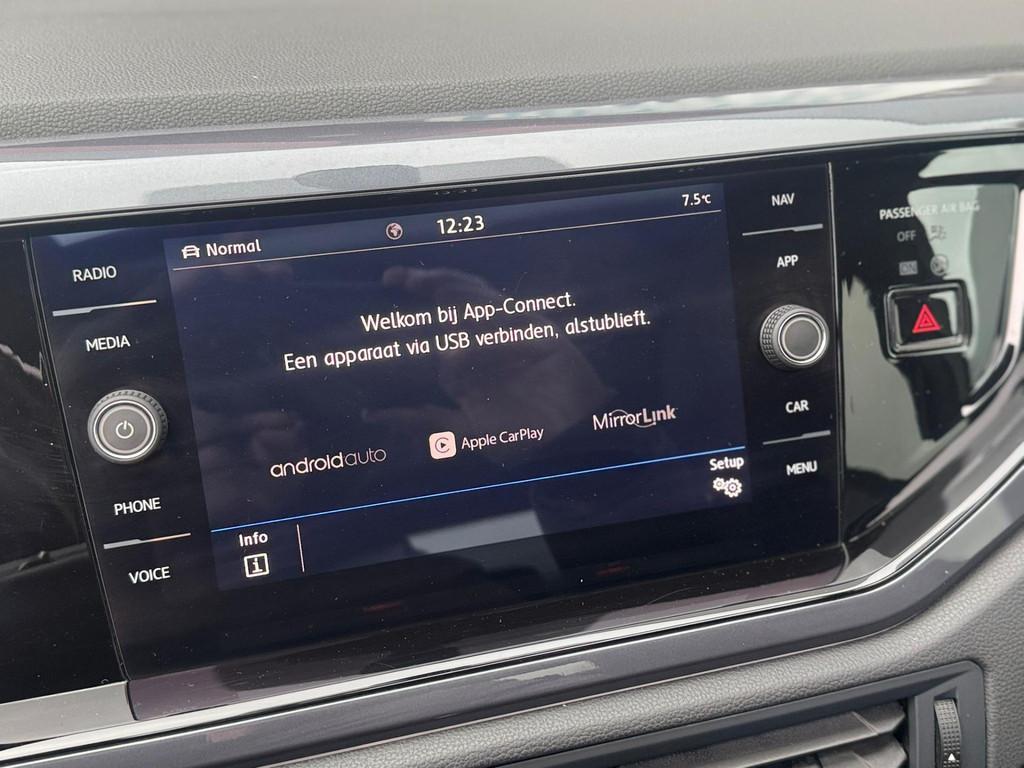 Normal
12:23
7.5°C
Welkom bij App-Connect.
Een apparaat via USB verbinden, alstublieft.
androidauto
Apple CarPlay
MirrorLink
Setup
Info
i
RADIO
MEDIA
PHONE
VOICE
NAV
APP
CAR
MENU
PASSENGER AIR BAG
OFF
ON